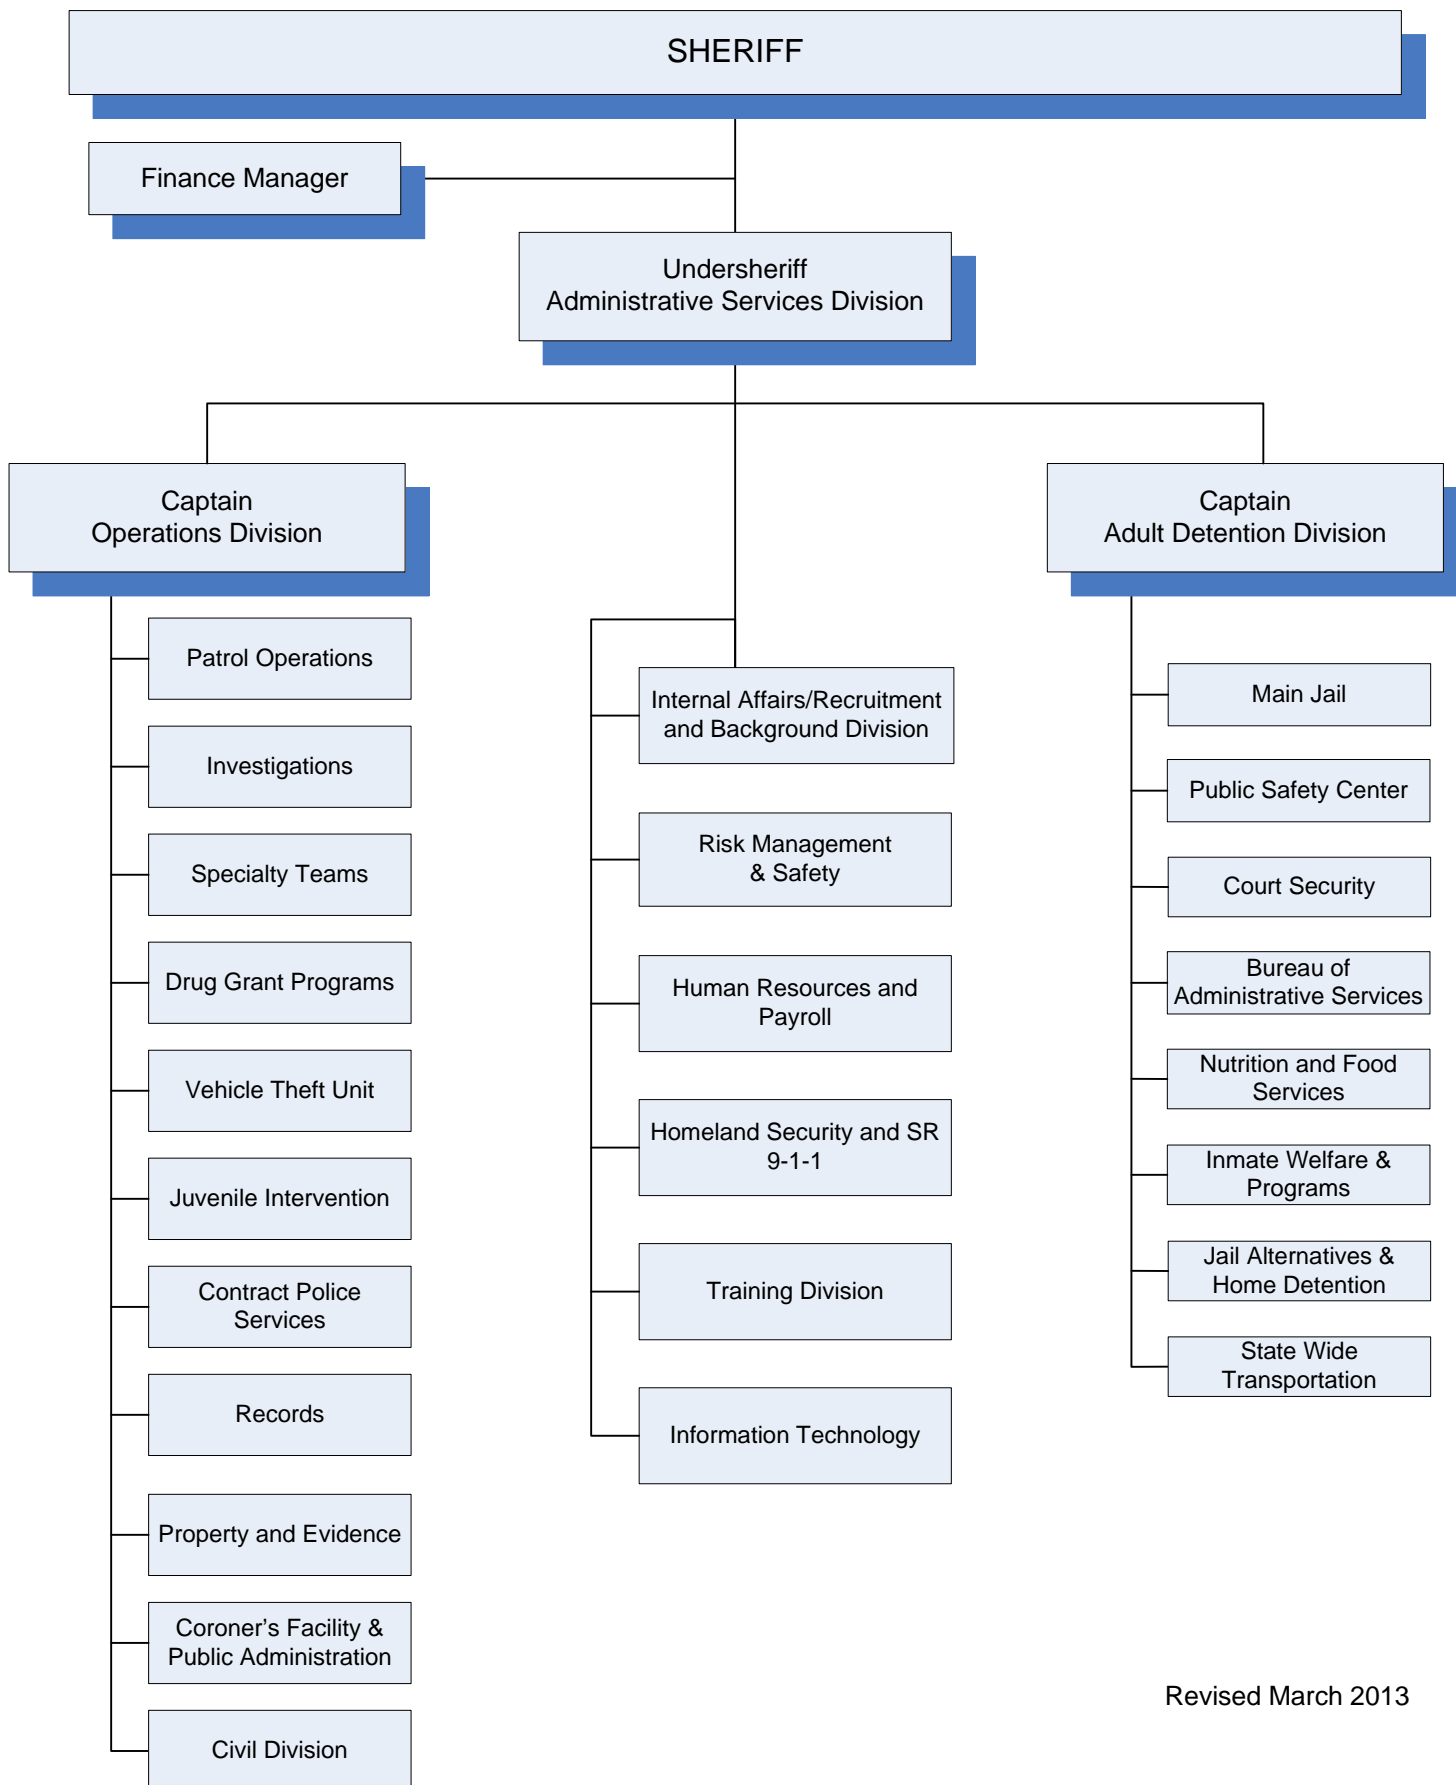 SHERIFF
Finance Manager
Undersheriff
Administrative Services Division
Captain
Operations Division
Patrol Operations
Investigations
Specialty Teams
Drug Grant Programs
Vehicle Theft Unit
Juvenile Intervention
Contract Police
Services
Records
Property and Evidence
Coroner’s Facility &
Public Administration
Civil Division
Internal Affairs/Recruitment
and Background Division
Risk Management
& Safety
Human Resources and
Payroll
Homeland Security and SR
9-1-1
Training Division
Information Technology
Captain
Adult Detention Division
Main Jail
Public Safety Center
Court Security
Bureau of
Administrative Services
Nutrition and Food
Services
Inmate Welfare &
Programs
Jail Alternatives &
Home Detention
State Wide
Transportation
Revised March 2013